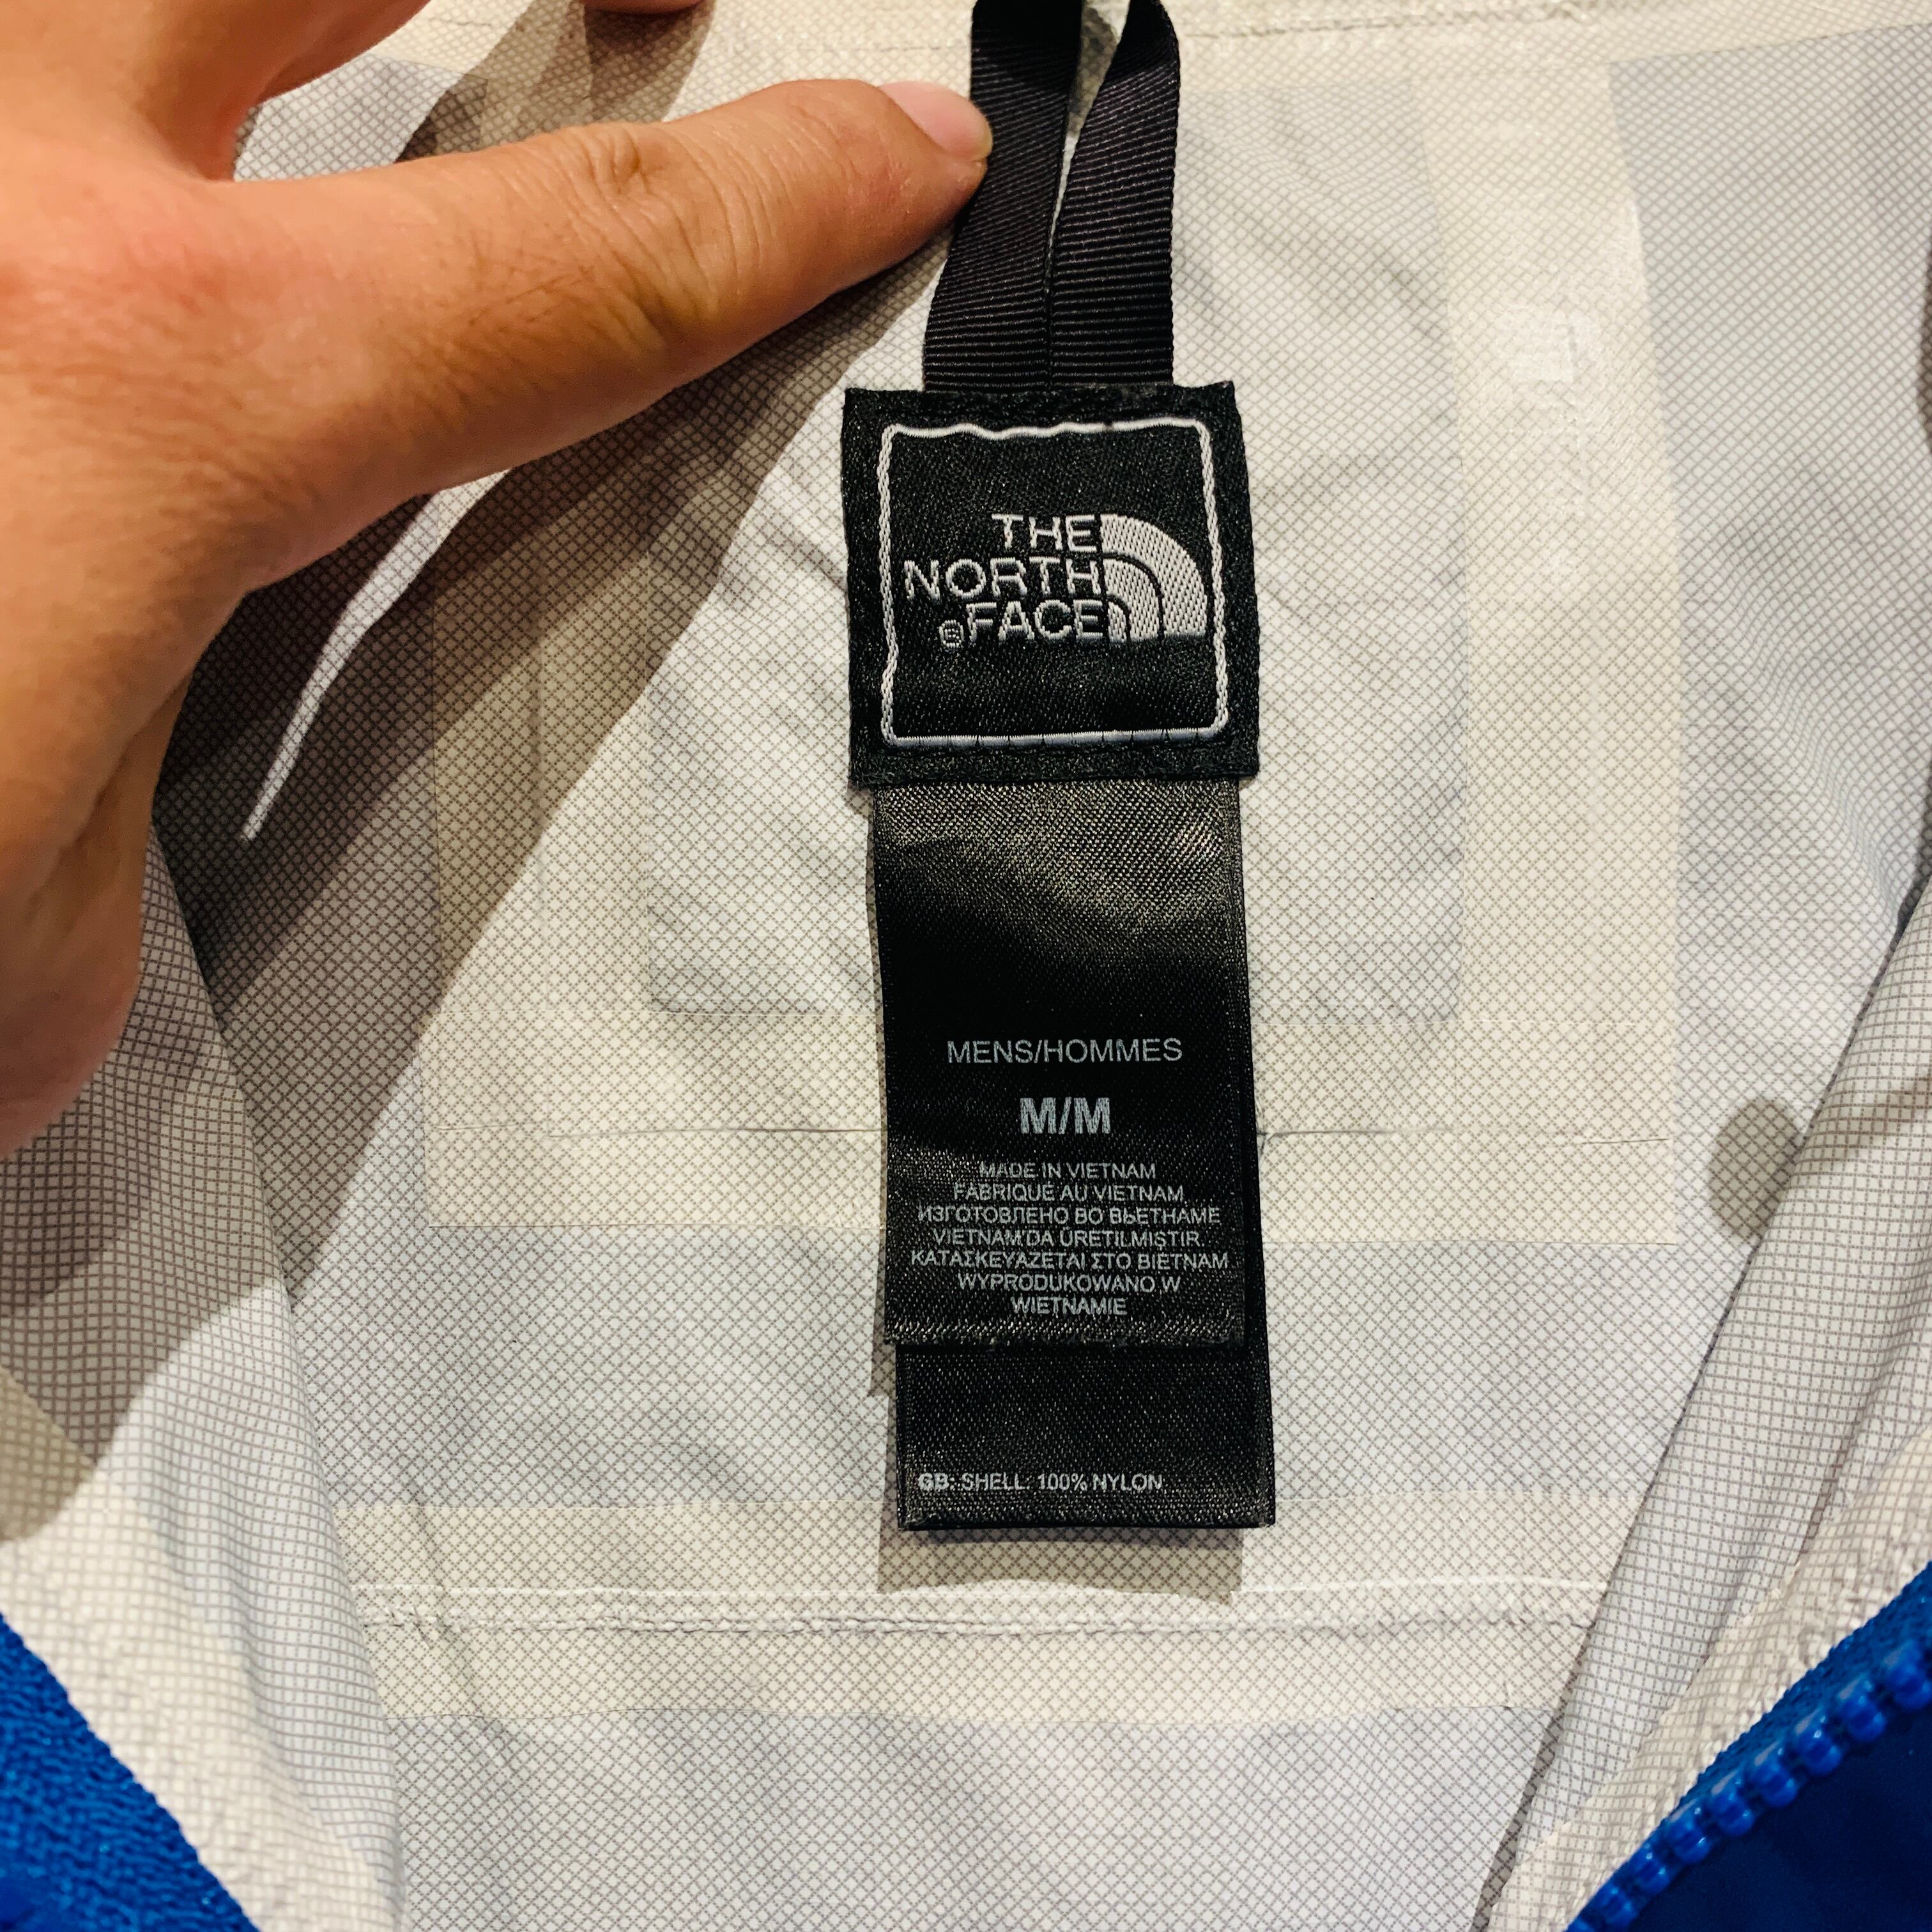 THE
NORTH
FACE
MENS/HOMMES
M/M
MADE IN VIETNAM
FABRIQUÉ AU VIETNAM
ИЗГОТОВЛЕНО ВО ВЬЕТНАМЕ
VIETNAM'DA ÜRETILMIŞTIR
ΚΑΤΑΣΚΕΥΑΖΕΤΑΙ ΣΤΟ ΒΙΕΤΝΑΜ
WYPRODUKOWANO W
WIETNAMIE
GB: SHELL: 100% NYLON